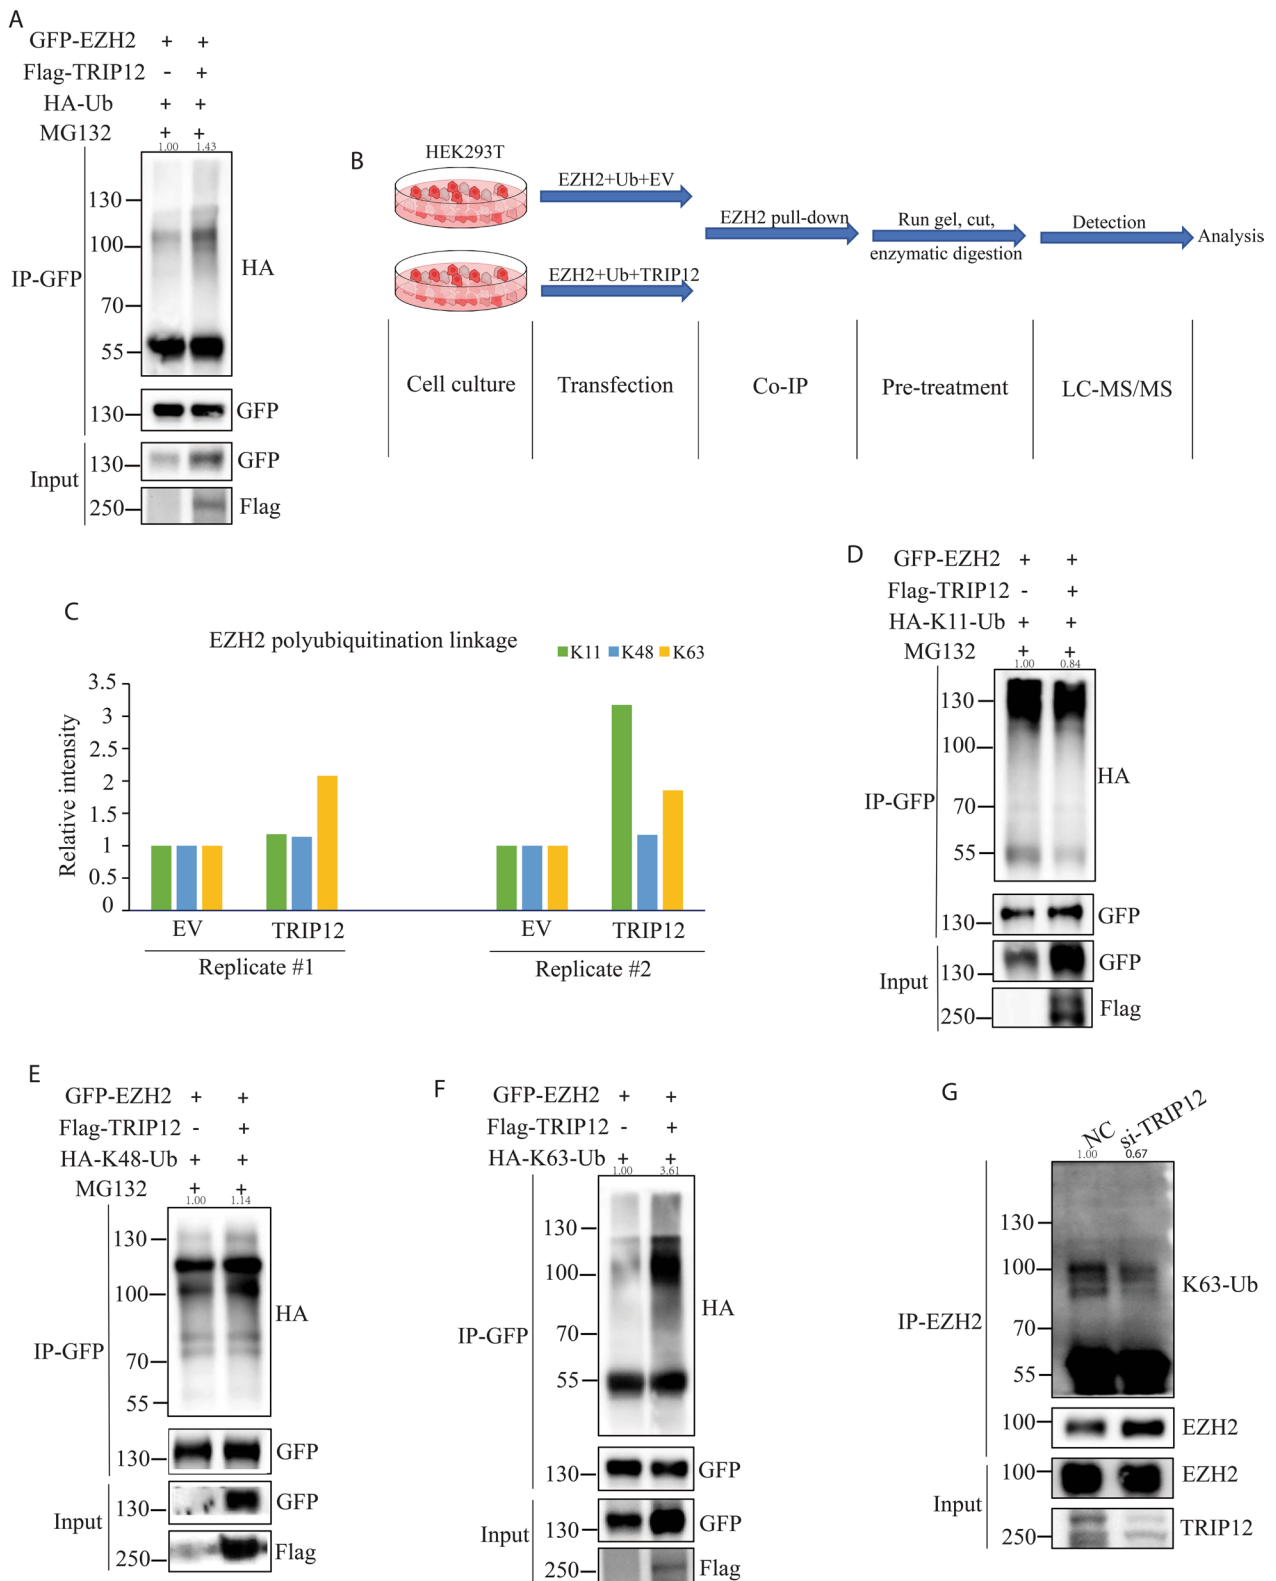 A
GFP-EZH2 + +
Flag-TRIP12 - +
HA-Ub + +
MG132 + +
1.00 1.43
130
100
70
55
IP-GFP
HA
130
GFP
Input
130
GFP
250
Flag
B
HEK293T
EZH2+Ub+EV
EZH2+Ub+TRIP12
EZH2 pull-down
Run gel, cut,
enzymatic digestion
Detection
Analysis
Cell culture
Transfection
Co-IP
Pre-treatment
LC-MS/MS
C
EZH2 polyubiquitination linkage
K11 K48 K63
Relative intensity
3.5
3
2.5
2
1.5
1
0.5
0
EV TRIP12 EV TRIP12
Replicate #1 Replicate #2
D
GFP-EZH2 + +
Flag-TRIP12 - +
HA-K11-Ub + +
MG132 + +
1.00 0.84
130
100
70
55
IP-GFP
HA
130
GFP
Input
130
GFP
250
Flag
E
GFP-EZH2 + +
Flag-TRIP12 - +
HA-K48-Ub + +
MG132 + +
1.00 1.14
130
100
70
55
IP-GFP
HA
130
GFP
Input
130
GFP
250
Flag
F
GFP-EZH2 + +
Flag-TRIP12 - +
HA-K63-Ub + +
1.00 3.61
130
100
70
55
IP-GFP
HA
130
GFP
Input
130
GFP
250
Flag
G
NC si-TRIP12
1.00 0.67
130
100
70
55
IP-EZH2
K63-Ub
100
EZH2
Input
100
EZH2
250
TRIP12